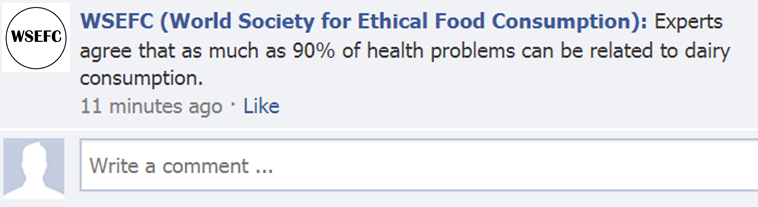 WSEFC
WSEFC (World Society for Ethical Food Consumption): Experts
agree that as much as 90% of health problems can be related to dairy
consumption.
11 minutes ago · Like
Write a comment ...